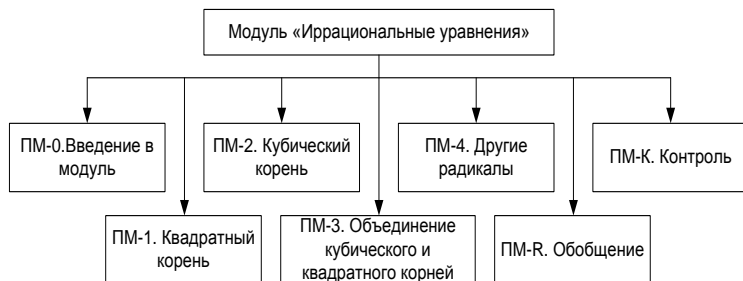 Модуль «Иррациональные уравнения»
ПМ-0.Введение в
модуль
ПМ-2. Кубический
корень
ПМ-4. Другие
радикалы
ПМ-К. Контроль
ПМ-1. Квадратный
корень
ПМ-3. Объединение
кубического и
квадратного корней
ПМ-R. Обобщение